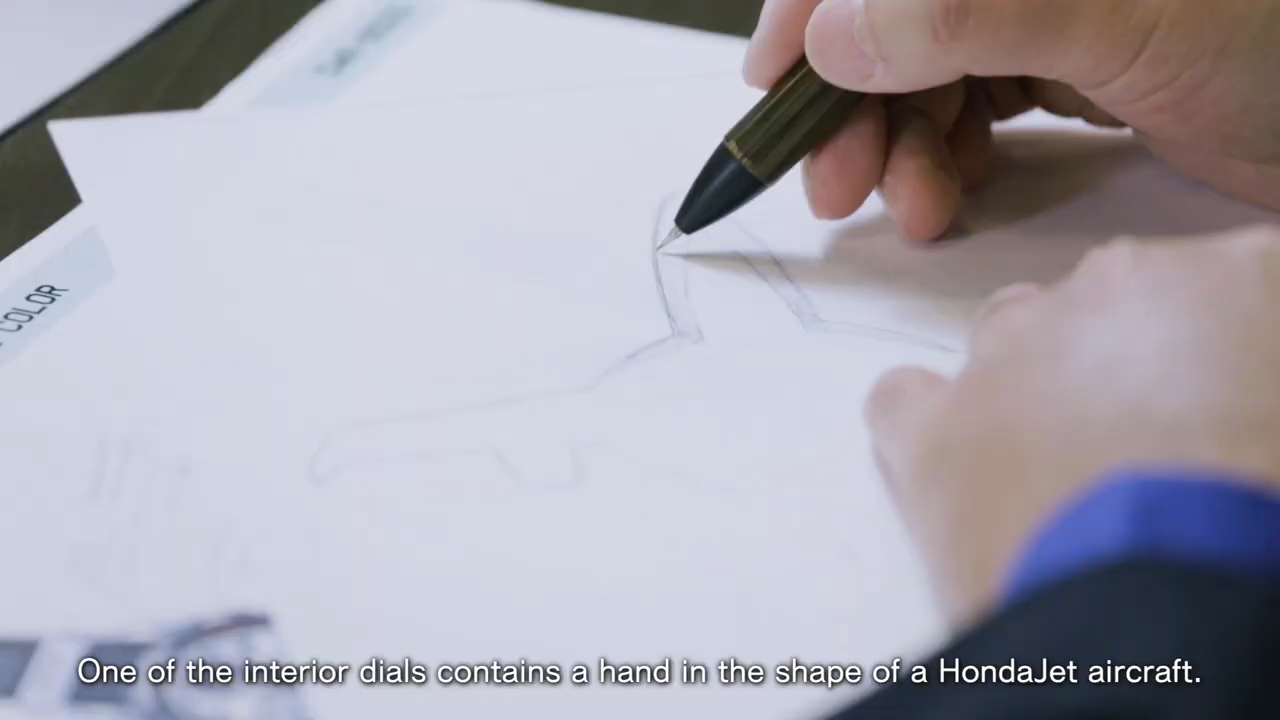 COLOR
One of the interior dials contains a hand in the shape of a HondaJet aircraft.